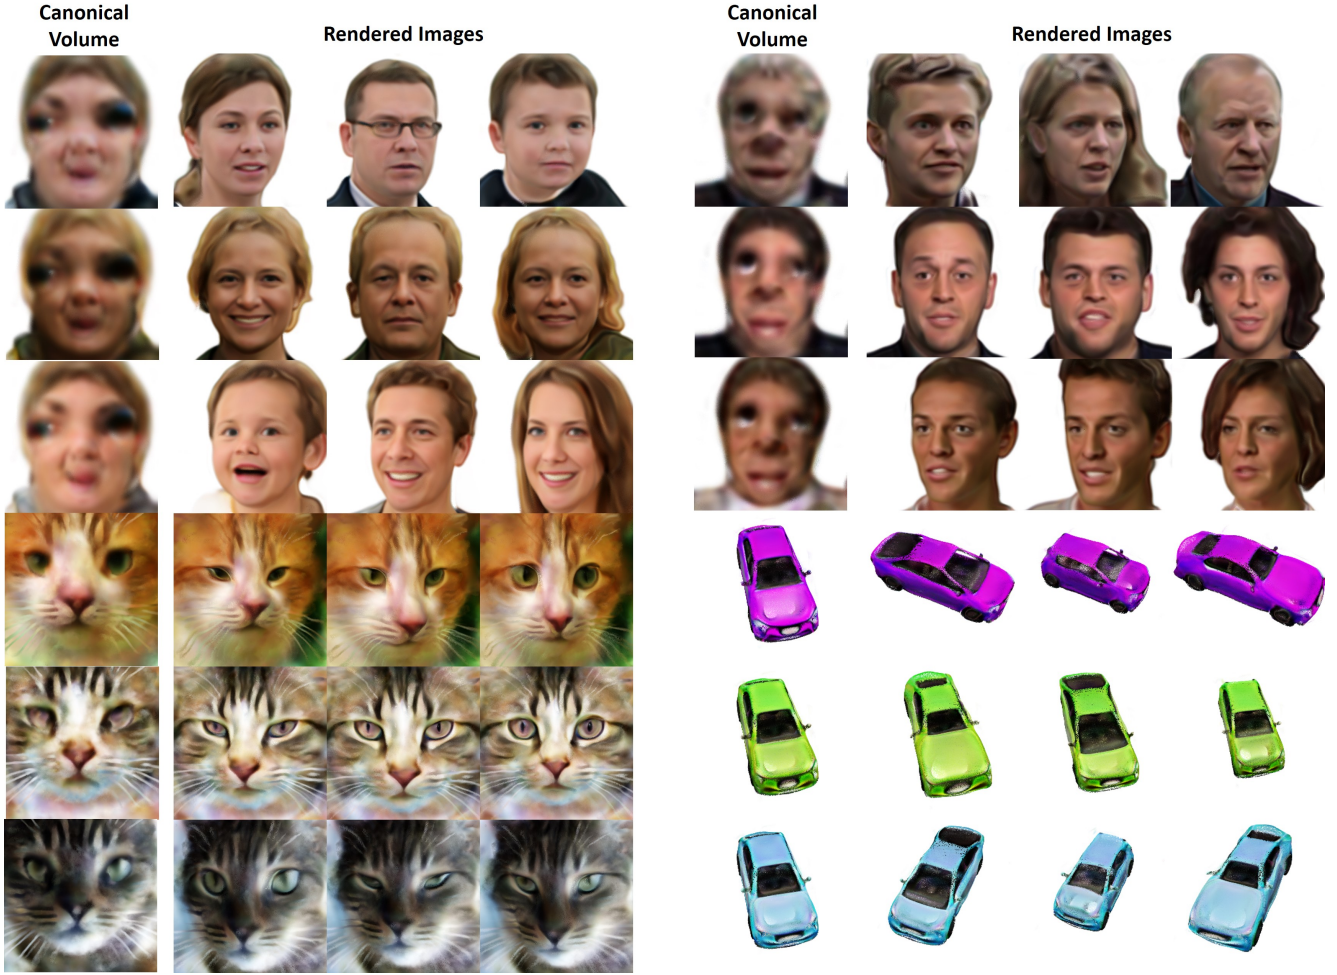 Canonical
Volume
Rendered Images
Canonical
Volume
Rendered Images